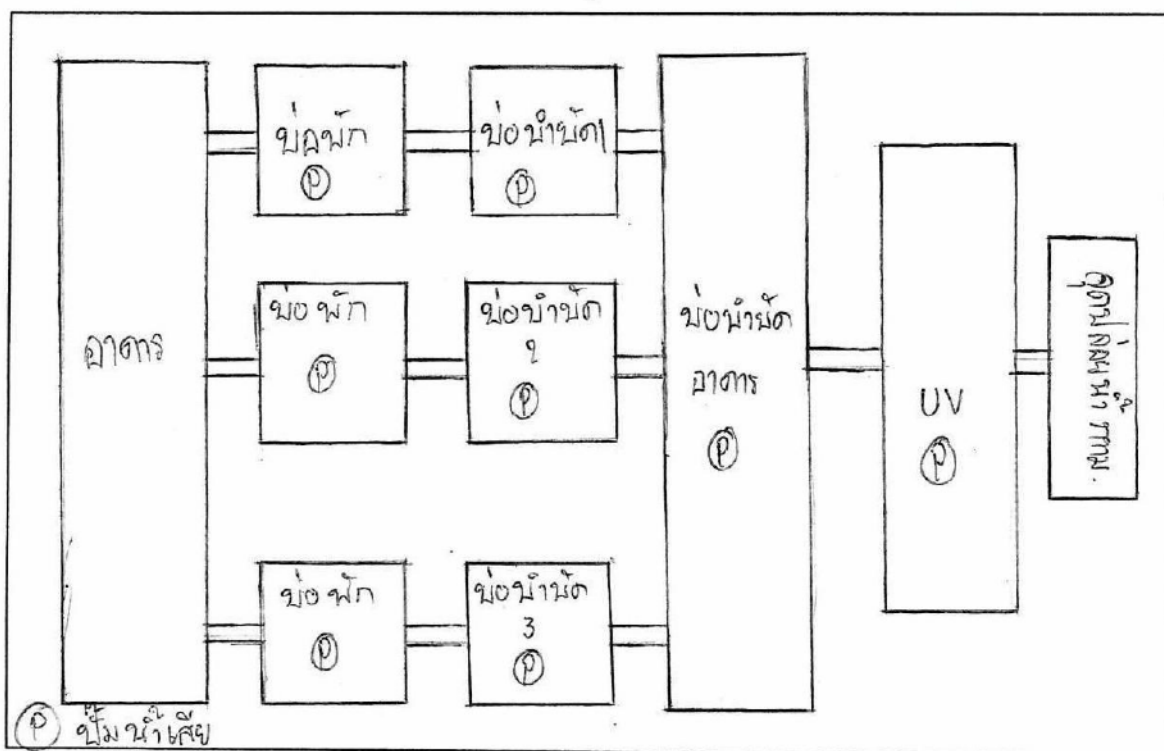 อาคาร
บ่อพัก
P
บ่อบำบัด1
P
บ่อพัก
P
บ่อบำบัด
2
P
บ่อพัก
P
บ่อบำบัด
3
P
บ่อบำบัด
อาคาร
P
UV
P
จุดปล่อยน้ำ กทม.
P ปั๊มน้ำเสีย